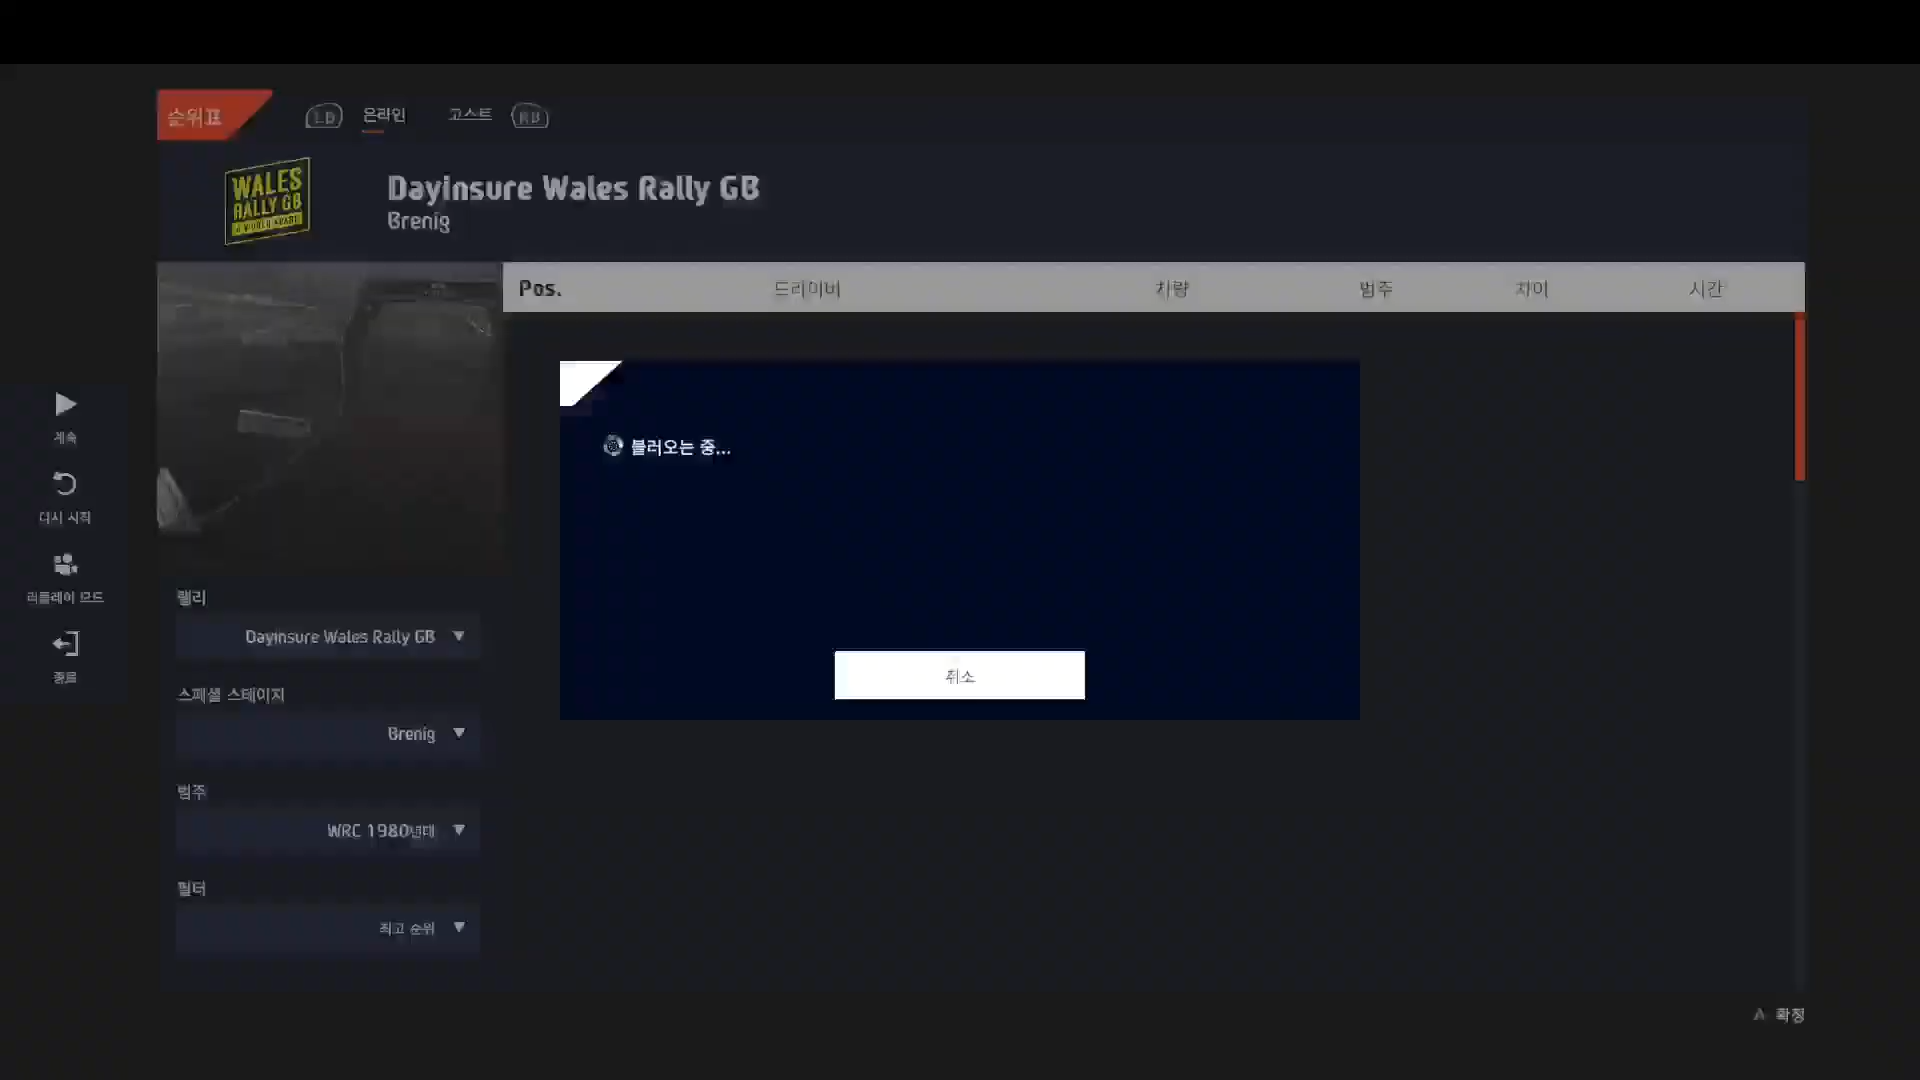 순위표
LB
온라인
고스트
RB
WALES
RALLY GB
Dayinsure Wales Rally GB
Brenig
Pos.
드라이버
차량
범주
차이
시간
불러오는 중...
취소
계속
다시 시작
리플레이 모드
종료
랠리
Dayinsure Wales Rally GB
스페셜 스테이지
Brenig
범주
WRC 1980년대
필터
최고 순위
A 확정